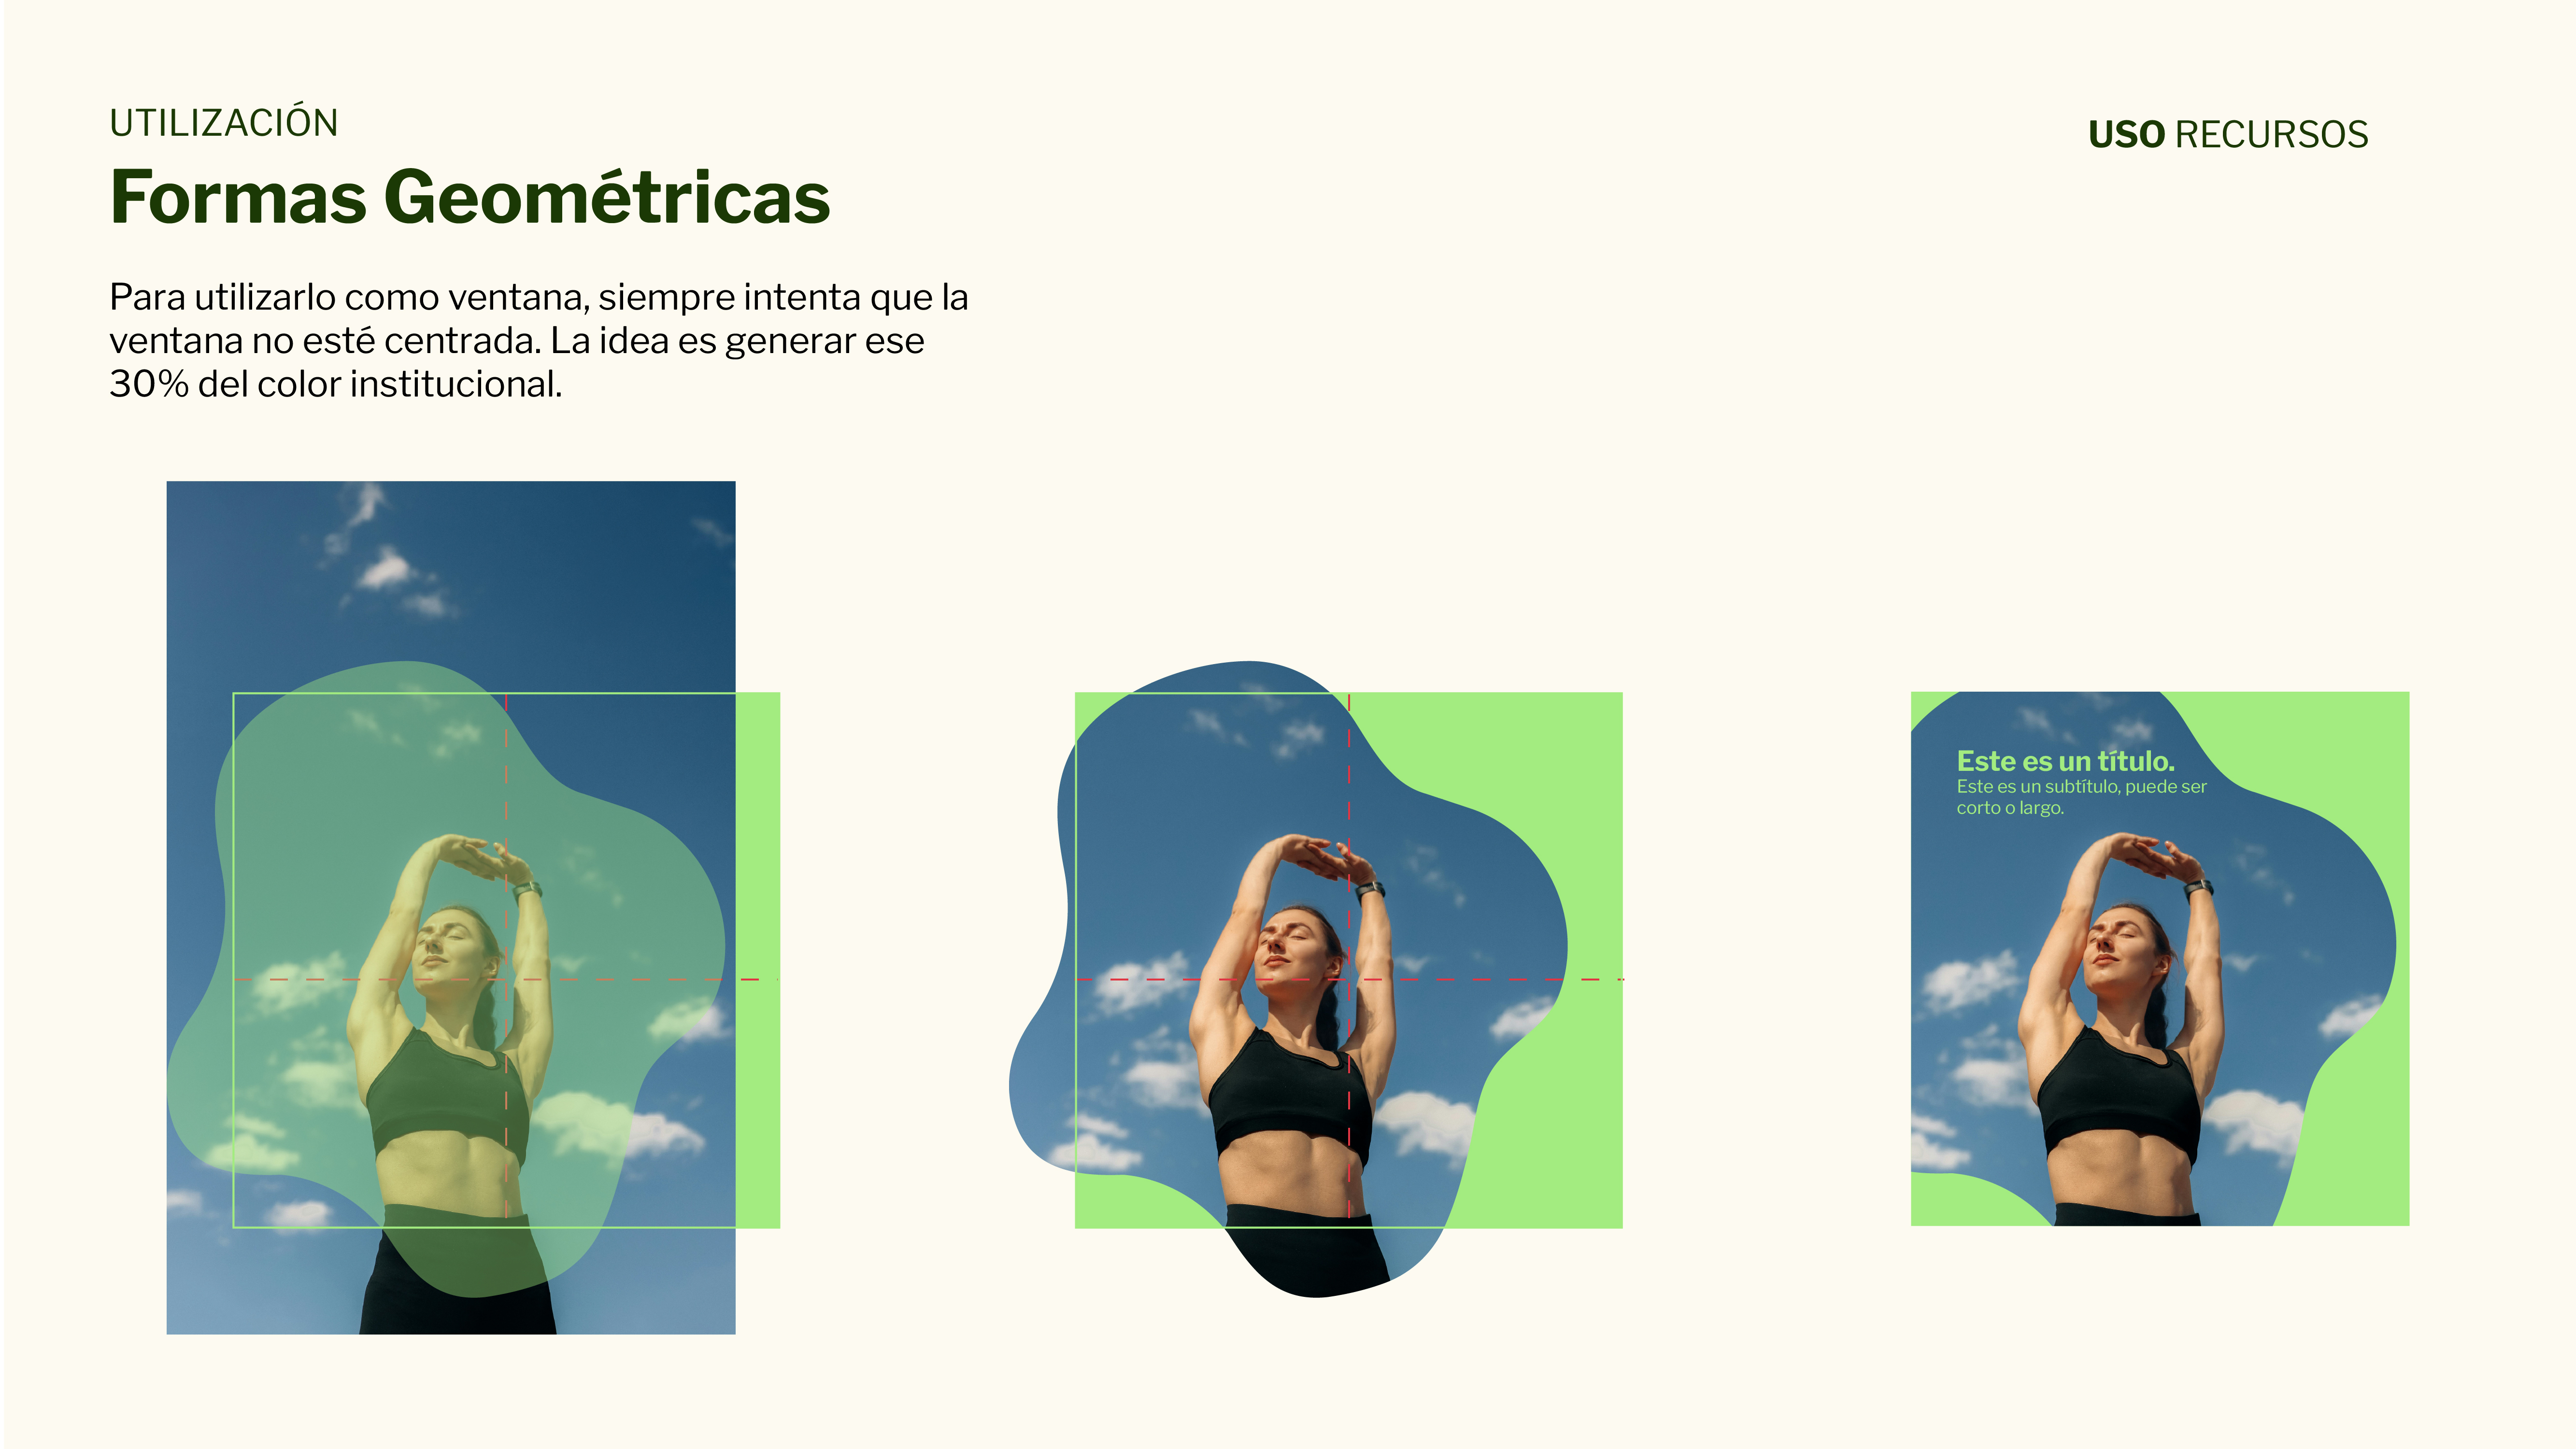 UTILIZACIÓN
USO RECURSOS
Formas Geométricas
Para utilizarlo como ventana, siempre intenta que la
ventana no esté centrada. La idea es generar ese
30% del color institucional.
Este es un título.
Este es un subtítulo, puede ser
corto o largo.